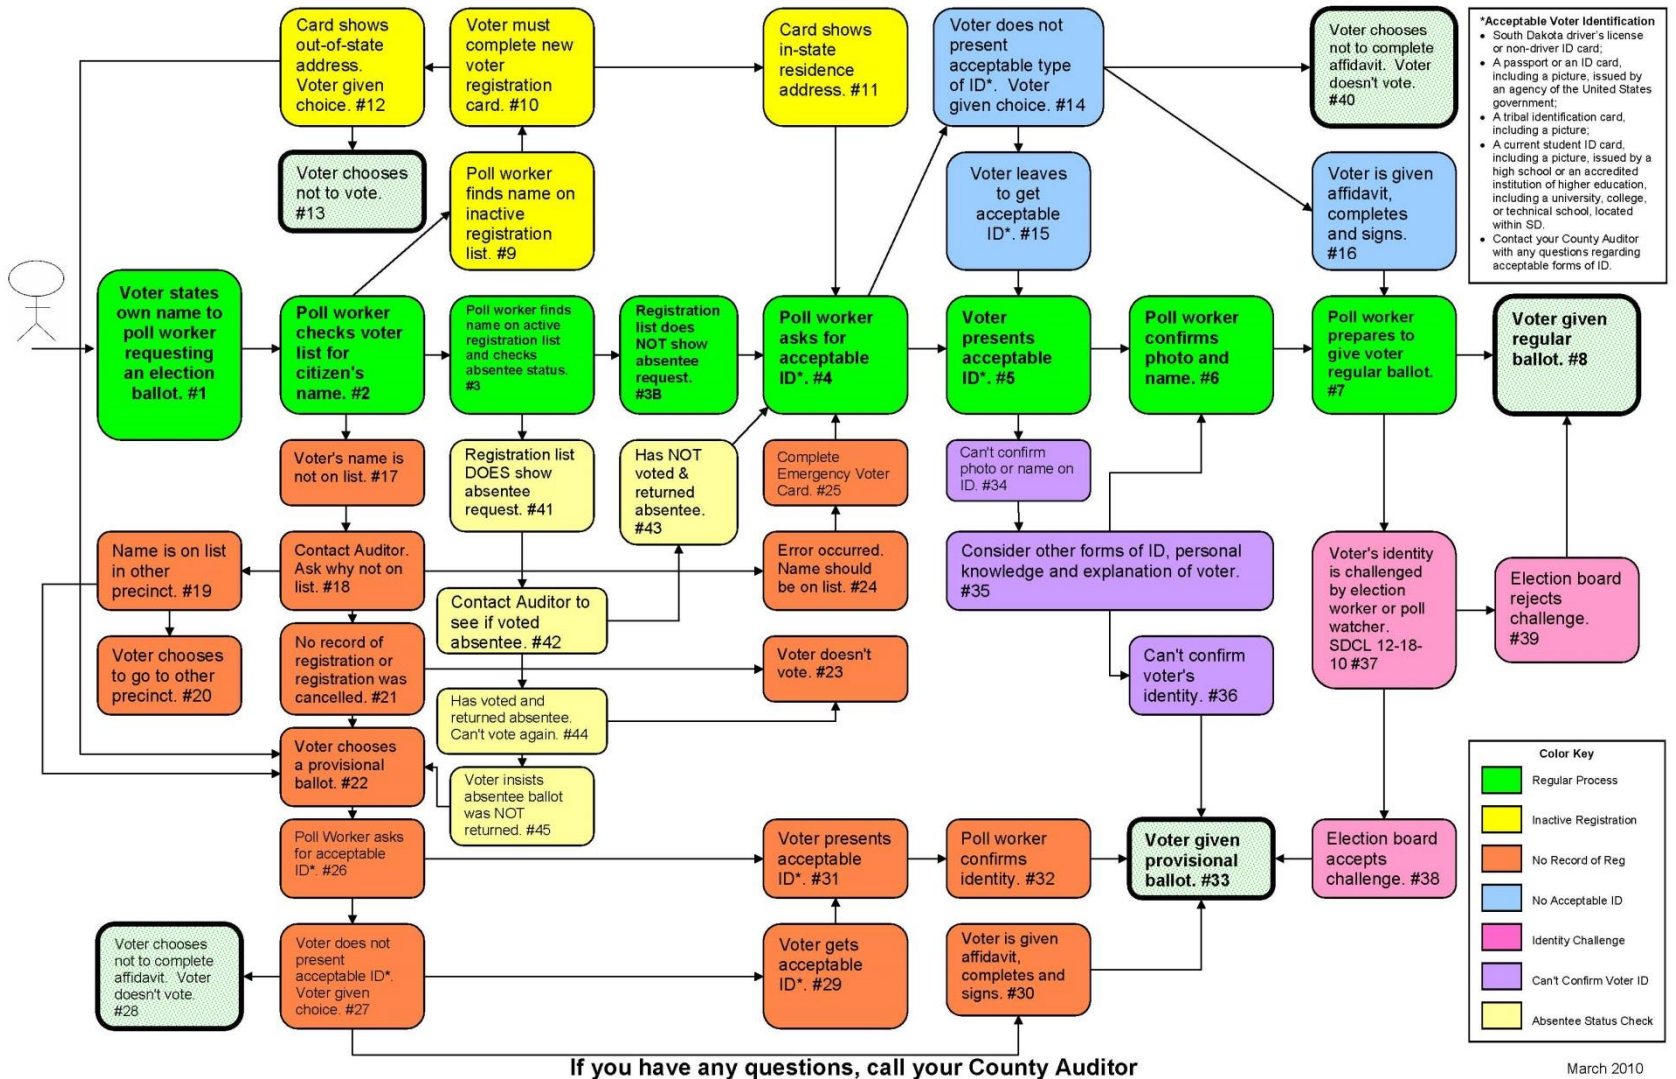 Card shows
out-of-state
address.
Voter given
choice. #12
Voter must
complete new
voter
registration
card. #10
Card shows
in-state
residence
address. #11
Voter does not
present
acceptable type
of ID*.  Voter
given choice. #14
Voter chooses
not to complete
affidavit.  Voter
doesn't vote.
#40
*Acceptable Voter Identification
• South Dakota driver's license
or non-driver ID card;
• A passport or an ID card,
including a picture, issued by
an agency of the United States
government;
• A tribal identification card,
including a picture;
• A current student ID card,
including a picture, issued by a
high school or an accredited
institution of higher education,
including a university, college,
or technical school, located
within SD.
• Contact your County Auditor
with any questions regarding
acceptable forms of ID.
Voter chooses
not to vote.
#13
Poll worker
finds name on
inactive
registration
list. #9
Voter leaves
to get
acceptable
ID*. #15
Voter is given
affidavit,
completes
and signs.
#16
Voter states
own name to
poll worker
requesting
an election
ballot. #1
Poll worker
checks voter
list for
citizen's
name. #2
Poll worker finds
name on active
registration list
and checks
absentee status.
#3
Registration
list does
NOT show
absentee
request.
#3B
Poll worker
asks for
acceptable
ID*. #4
Voter
presents
acceptable
ID*. #5
Poll worker
confirms
photo and
name. #6
Poll worker
prepares to
give voter
regular ballot.
#7
Voter given
regular
ballot. #8
Voter's name is
not on list. #17
Registration list
DOES show
absentee
request. #41
Has NOT
voted &
returned
absentee.
#43
Complete
Emergency Voter
Card. #25
Can't confirm
photo or name on
ID. #34
Name is on list
in other
precinct. #19
Contact Auditor.
Ask why not on
list. #18
Error occurred.
Name should
be on list. #24
Consider other forms of ID, personal
knowledge and explanation of voter.
#35
Voter's identity
is challenged
by election
worker or poll
watcher.
SDCL 12-18-
10 #37
Election board
rejects
challenge.
#39
Contact Auditor to
see if voted
absentee. #42
Voter chooses
to go to other
precinct. #20
No record of
registration or
registration was
cancelled. #21
Voter doesn't
vote. #23
Can't confirm
voter's
identity. #36
Has voted and
returned absentee.
Can't vote again. #44
Voter chooses
a provisional
ballot. #22
Voter insists
absentee ballot
was NOT
returned. #45
Poll Worker asks
for acceptable
ID*. #26
Voter presents
acceptable
ID*. #31
Poll worker
confirms
identity. #32
Voter given
provisional
ballot. #33
Election board
accepts
challenge. #38
Voter chooses
not to complete
affidavit.  Voter
doesn't vote.
#28
Voter does not
present
acceptable ID*.
Voter given
choice. #27
Voter gets
acceptable
ID*. #29
Voter is given
affidavit,
completes and
signs. #30
Color Key
Regular Process
Inactive Registration
No Record of Reg
No Acceptable ID
Identity Challenge
Can't Confirm Voter ID
Absentee Status Check
If you have any questions, call your County Auditor
March 2010